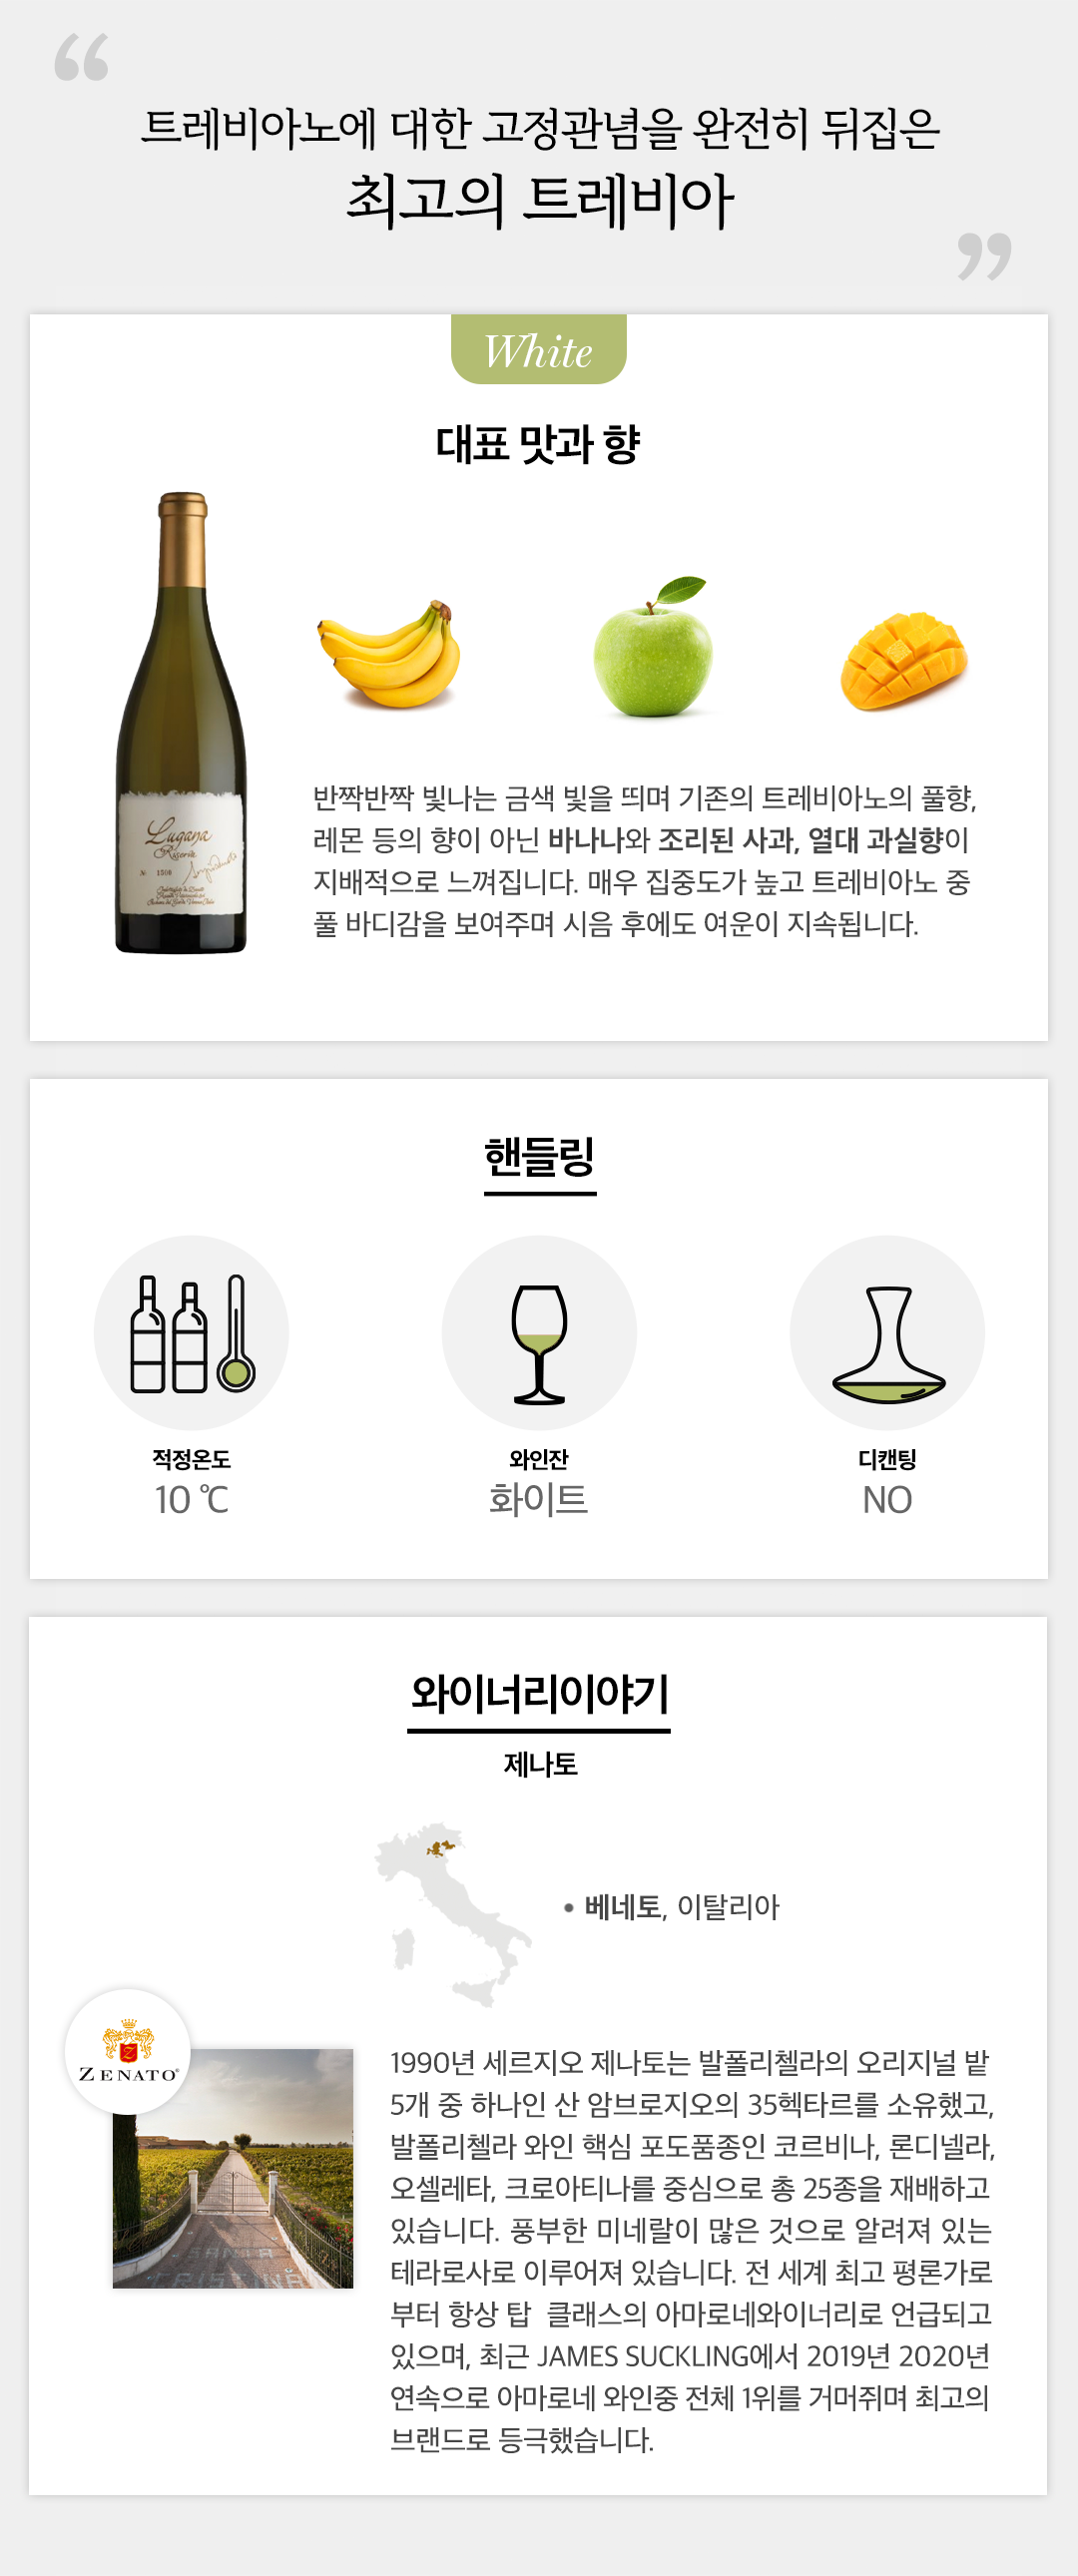 “
트레비아노에 대한 고정관념을 완전히 뒤집은
최고의 트레비아
”
White
대표 맛과 향
Lugana
Riserva
No 1508
반짝반짝 빛나는 금색 빛을 띄며 기존의 트레비아노의 풀향,
레몬 등의 향이 아닌 바나나와 조리된 사과, 열대 과실향이
지배적으로 느껴집니다. 매우 집중도가 높고 트레비아노 중
풀 바디감을 보여주며 시음 후에도 여운이 지속됩니다.
핸들링
적정온도
10 ℃
와인잔
화이트
디캔팅
NO
와이너리이야기
제나토
• 베네토, 이탈리아
Z
ZENATO®
SANTA
CRISTINA
1990년 세르지오 제나토는 발폴리첼라의 오리지널 밭
5개 중 하나인 산 암브로지오의 35헥타르를 소유했고,
발폴리첼라 와인 핵심 포도품종인 코르비나, 론디넬라,
오셀레타, 크로아티나를 중심으로 총 25종을 재배하고
있습니다. 풍부한 미네랄이 많은 것으로 알려져 있는
테라로사로 이루어져 있습니다. 전 세계 최고 평론가로
부터 항상 탑 클래스의 아마로네와이너리로 언급되고
있으며, 최근 JAMES SUCKLING에서 2019년 2020년
연속으로 아마로네 와인중 전체 1위를 거머쥐며 최고의
브랜드로 등극했습니다.